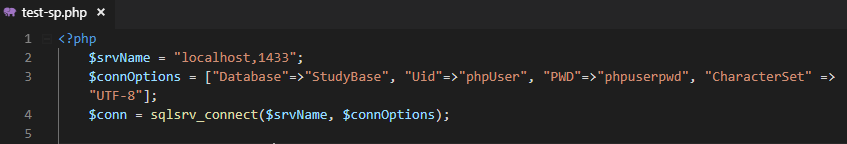 test-sp.php ×
1 <?php
2 $srvName = "localhost,1433";
3 $connOptions = ["Database"=>"StudyBase", "Uid"=>"phpUser", "PWD"=>"phpuserpwd", "CharacterSet" =>
"UTF-8"];
4 $conn = sqlsrv_connect($srvName, $connOptions);
5